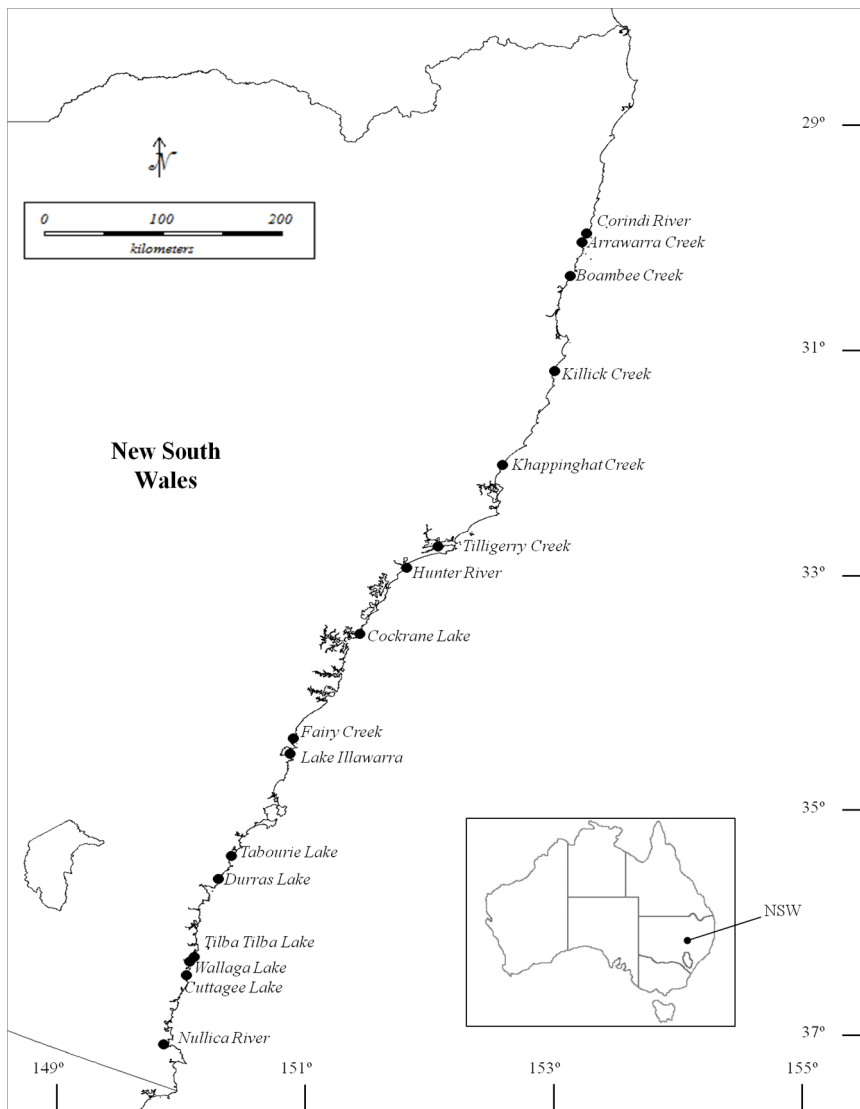 29º
N
0 100 200
kilometers
Corindi River
Arrawarra Creek
Boambee Creek
31º
Killick Creek
New South
Wales
Khappinghat Creek
Tilligerry Creek
Hunter River
33º
Cockrane Lake
Fairy Creek
Lake Illawarra
35º
Tabourie Lake
Durras Lake
NSW
Tilba Tilba Lake
Wallaga Lake
Cuttagee Lake
Nullica River
37º
149º 151º 153º 155º